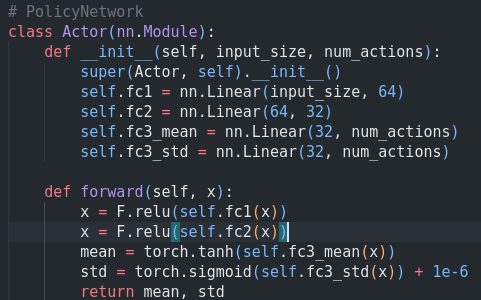 # PolicyNetwork
class Actor(nn.Module):
    def __init__(self, input_size, num_actions):
        super(Actor, self).__init__()
        self.fc1 = nn.Linear(input_size, 64)
        self.fc2 = nn.Linear(64, 32)
        self.fc3_mean = nn.Linear(32, num_actions)
        self.fc3_std = nn.Linear(32, num_actions)

    def forward(self, x):
        x = F.relu(self.fc1(x))
        x = F.relu(self.fc2(x))
        mean = torch.tanh(self.fc3_mean(x))
        std = torch.sigmoid(self.fc3_std(x)) + 1e-6
        return mean, std